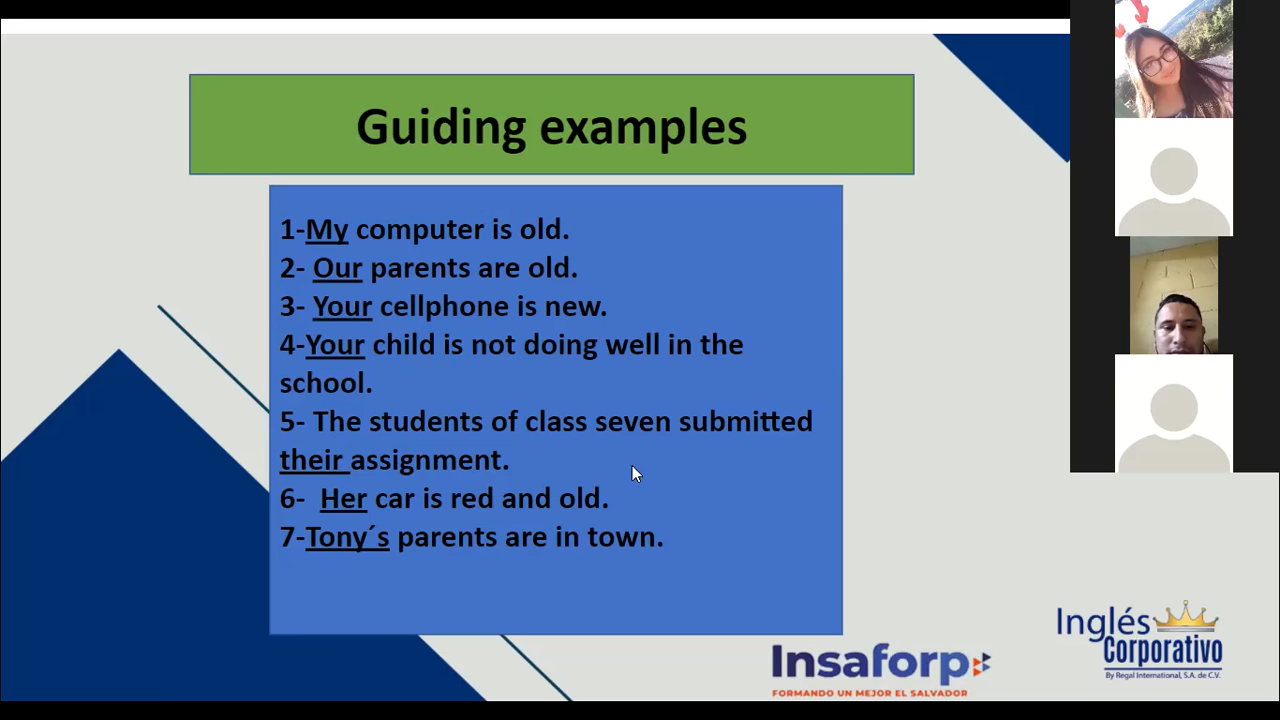 Guiding examples
1-My computer is old.
2- Our parents are old.
3- Your cellphone is new.
4-Your child is not doing well in the
school.
5- The students of class seven submitted
their assignment.
6-  Her car is red and old.
7-Tony´s parents are in town.
Insaforp
FORMANDO UN MEJOR EL SALVADOR
Inglés
Corporativo
By Regal International, S.A. de C.V.